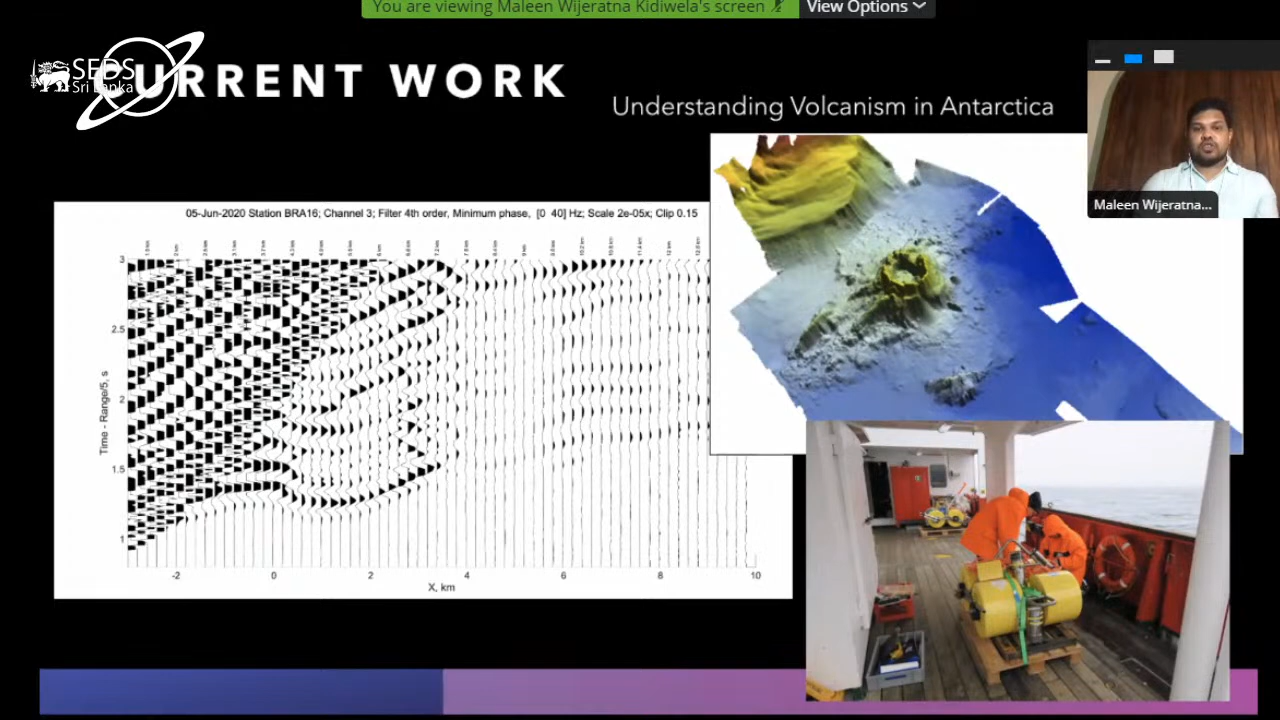 You are viewing Maleen Wijeratna Kidiwela's screen
View Options
SEDS
Sri Lanka
CURRENT WORK
Understanding Volcanism in Antarctica
Maleen Wijeratna...
05-Jun-2020 Station BRA16; Channel 3; Filter 4th order, Minimum phase, [0 40] Hz; Scale 2e-05x; Clip 0.15
3
2.5
2
1.5
1
Time - Range/5, s
-2 0 2 4 6 8 10
X, km